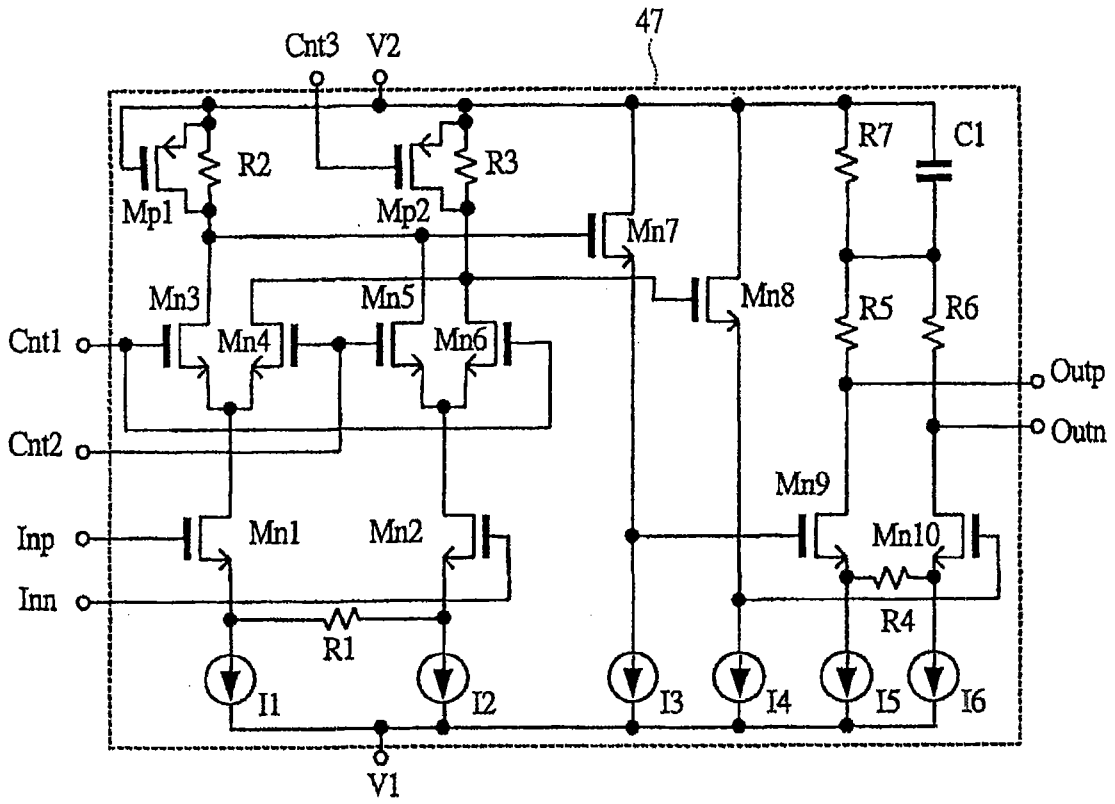 47
Cnt3
V2
R7
C1
R2
R3
Mp1
Mp2
Mn7
Mn3
Mn5
Mn8
R5
R6
Cnt1
Mn4
Mn6
Outp
Cnt2
Outn
Mn9
Inp
Mn1
Mn2
Mn10
Inn
R1
R4
I1
I2
I3
I4
I5
I6
V1